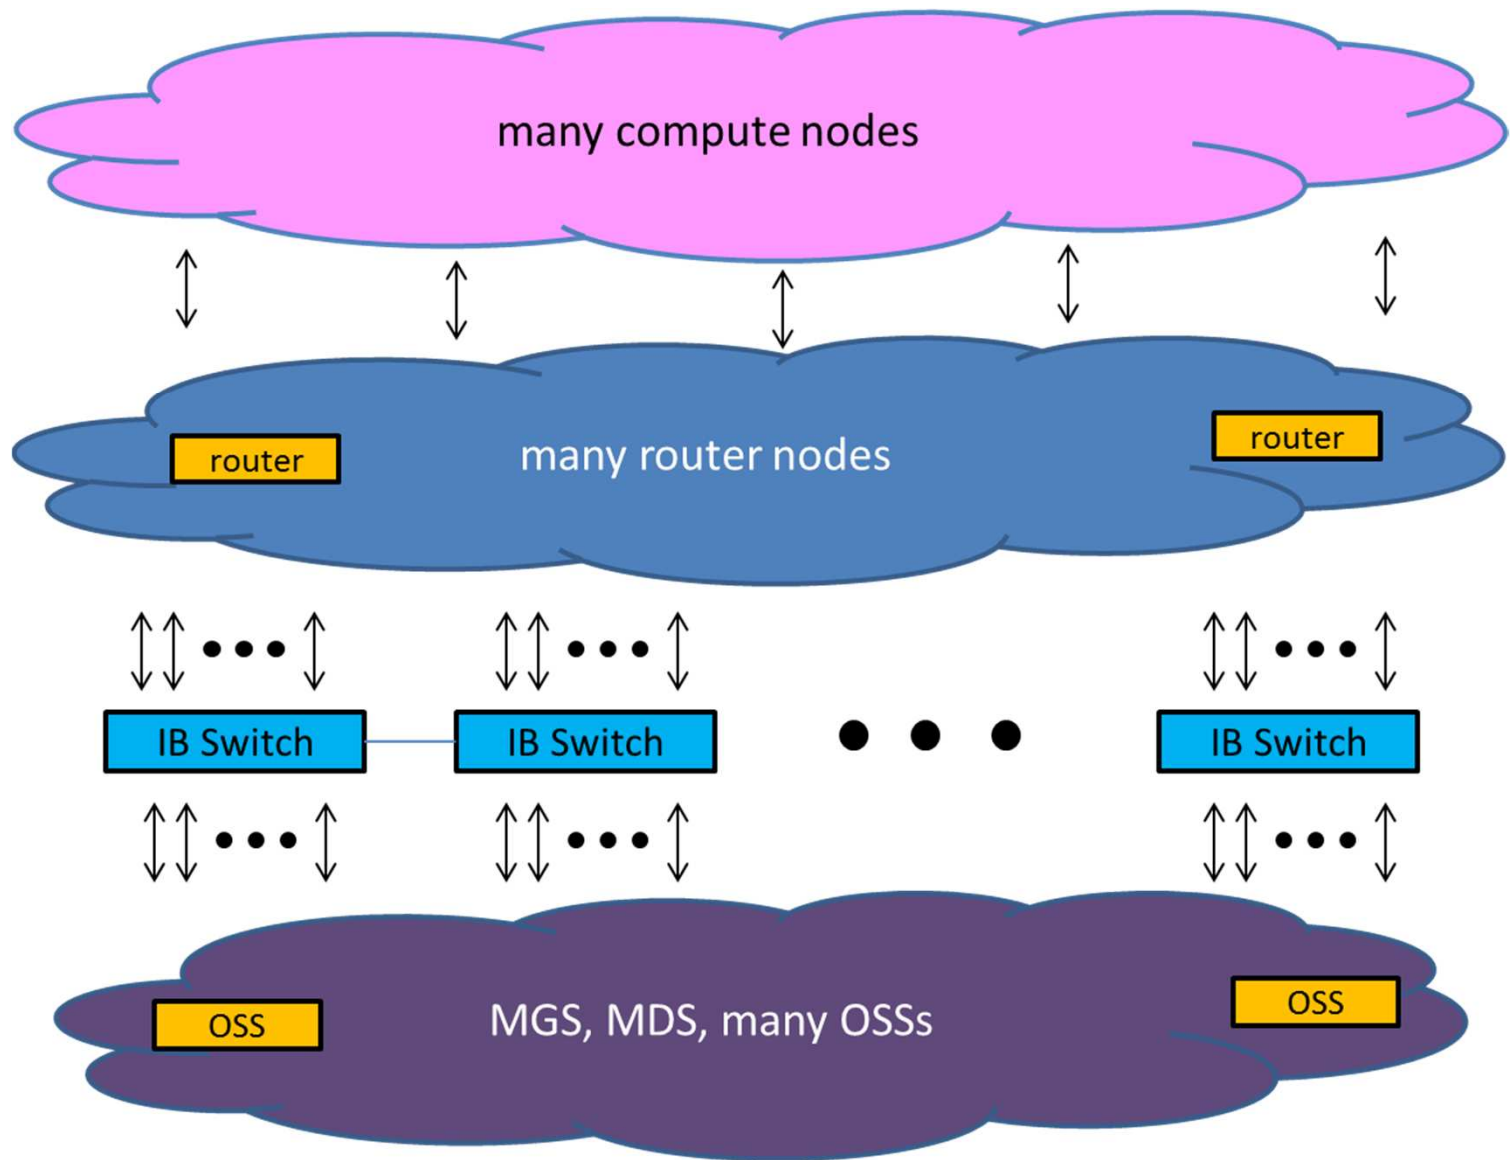 many compute nodes
router
many router nodes
router
IB Switch
IB Switch
IB Switch
OSS
MGS, MDS, many OSSs
OSS